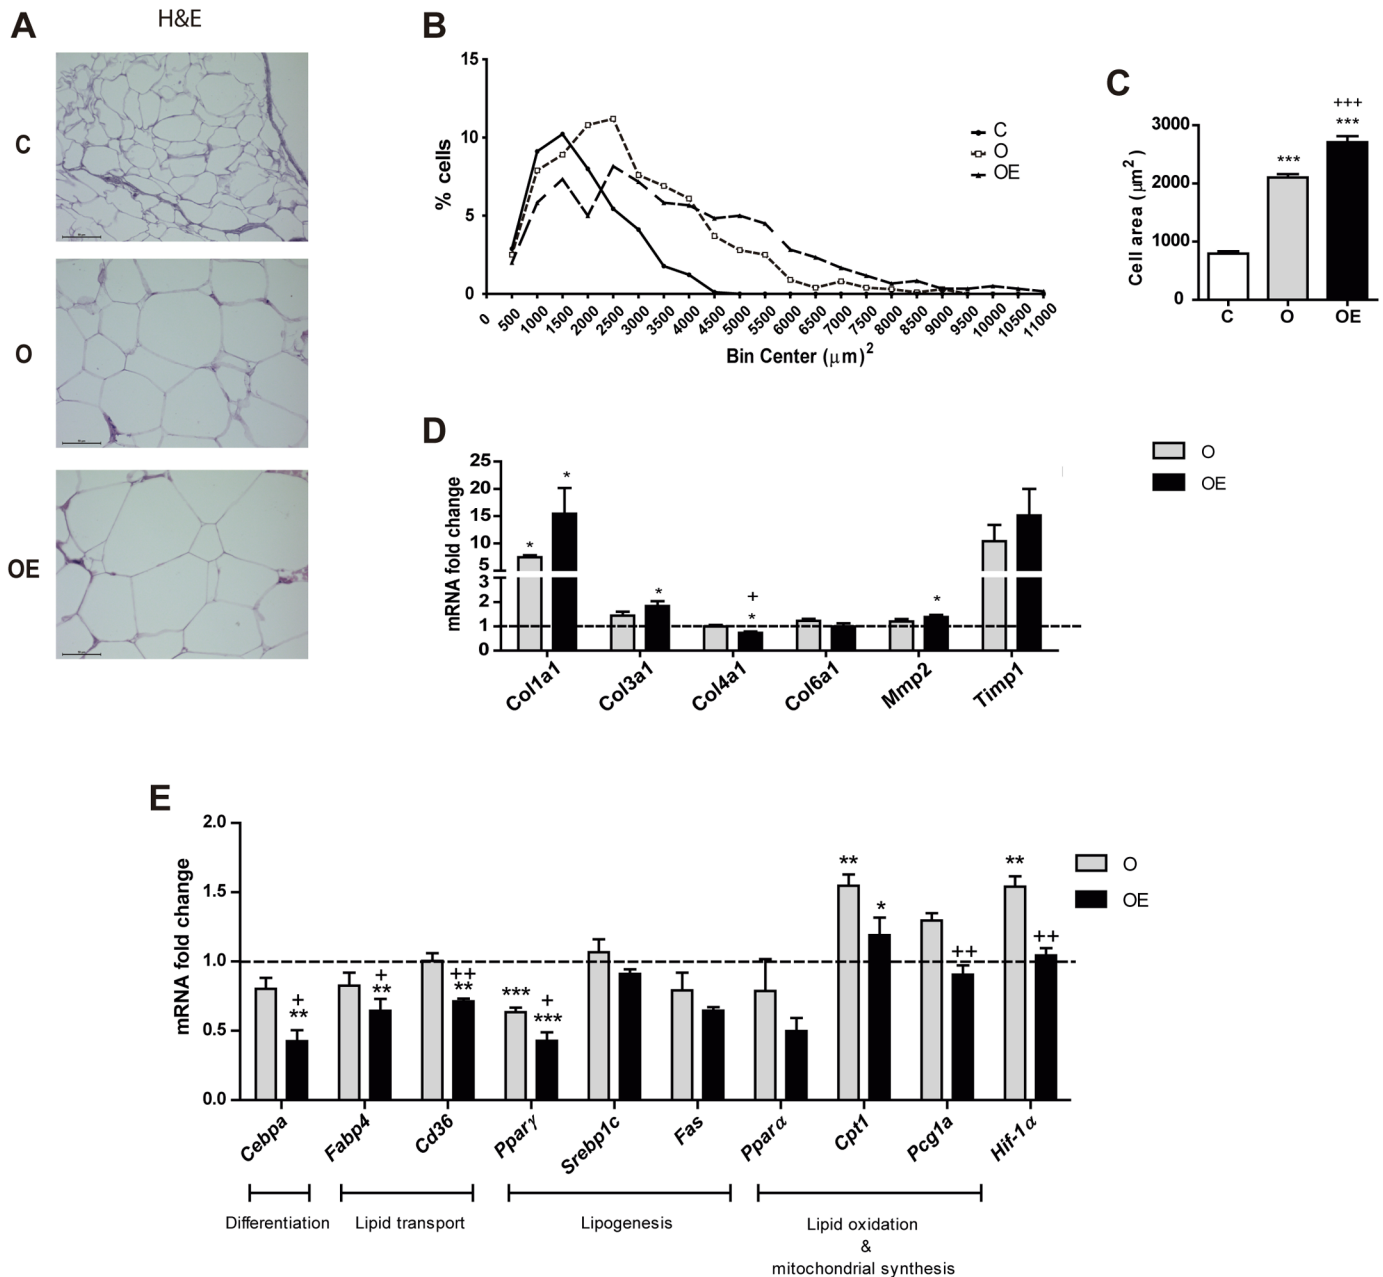 A
H&E
C
O
OE
B
15
10
5
0
% cells
C
O
OE
0 500 1000 1500 2000 2500 3000 3500 4000 4500 5000 5500 6000 6500 7000 7500 8000 8500 9000 9500 10000 10500 11000
Bin Center (μm)²
C
3000
2000
1000
0
Cell area (μm²)
***
+++
***
C O OE
D
25
20
15
10
5
3
2
1
0
mRNA fold change
*
*
*
+
*
*
Col1a1 Col3a1 Col4a1 Col6a1 Mmp2 Timp1
O
OE
E
2.0
1.5
1.0
0.5
0.0
mRNA fold change
+
**
+
**
++
**
***
+
***
**
*
++
**
++
Cebpa Fabp4 Cd36 Pparγ Srebp1c Fas Pparα Cpt1 Pcg1a Hif-1α
O
OE
Differentiation Lipid transport Lipogenesis Lipid oxidation
&
mitochondrial synthesis